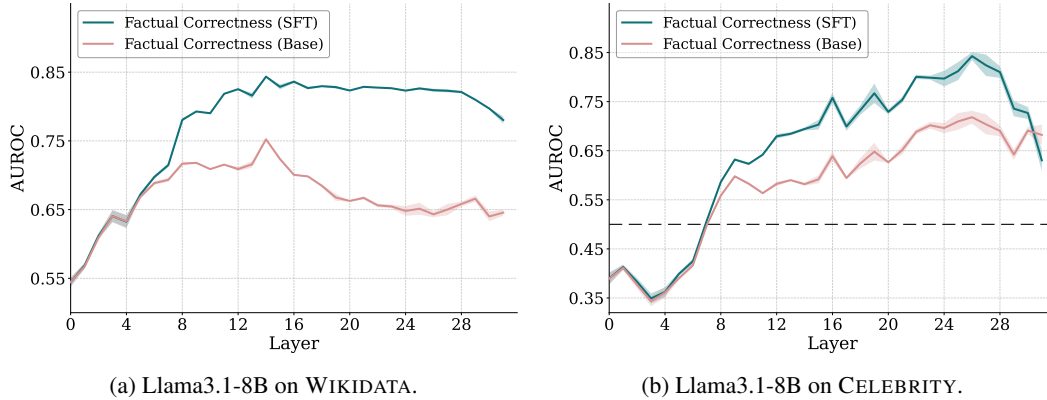 Factual Correctness (SFT)
Factual Correctness (Base)
0.85
0.75
0.65
0.55
AUROC
0 4 8 12 16 20 24 28
Layer
(a) Llama3.1-8B on WIKIDATA.
Factual Correctness (SFT)
Factual Correctness (Base)
0.85
0.75
0.65
0.55
0.45
0.35
AUROC
0 4 8 12 16 20 24 28
Layer
(b) Llama3.1-8B on CELEBRITY.